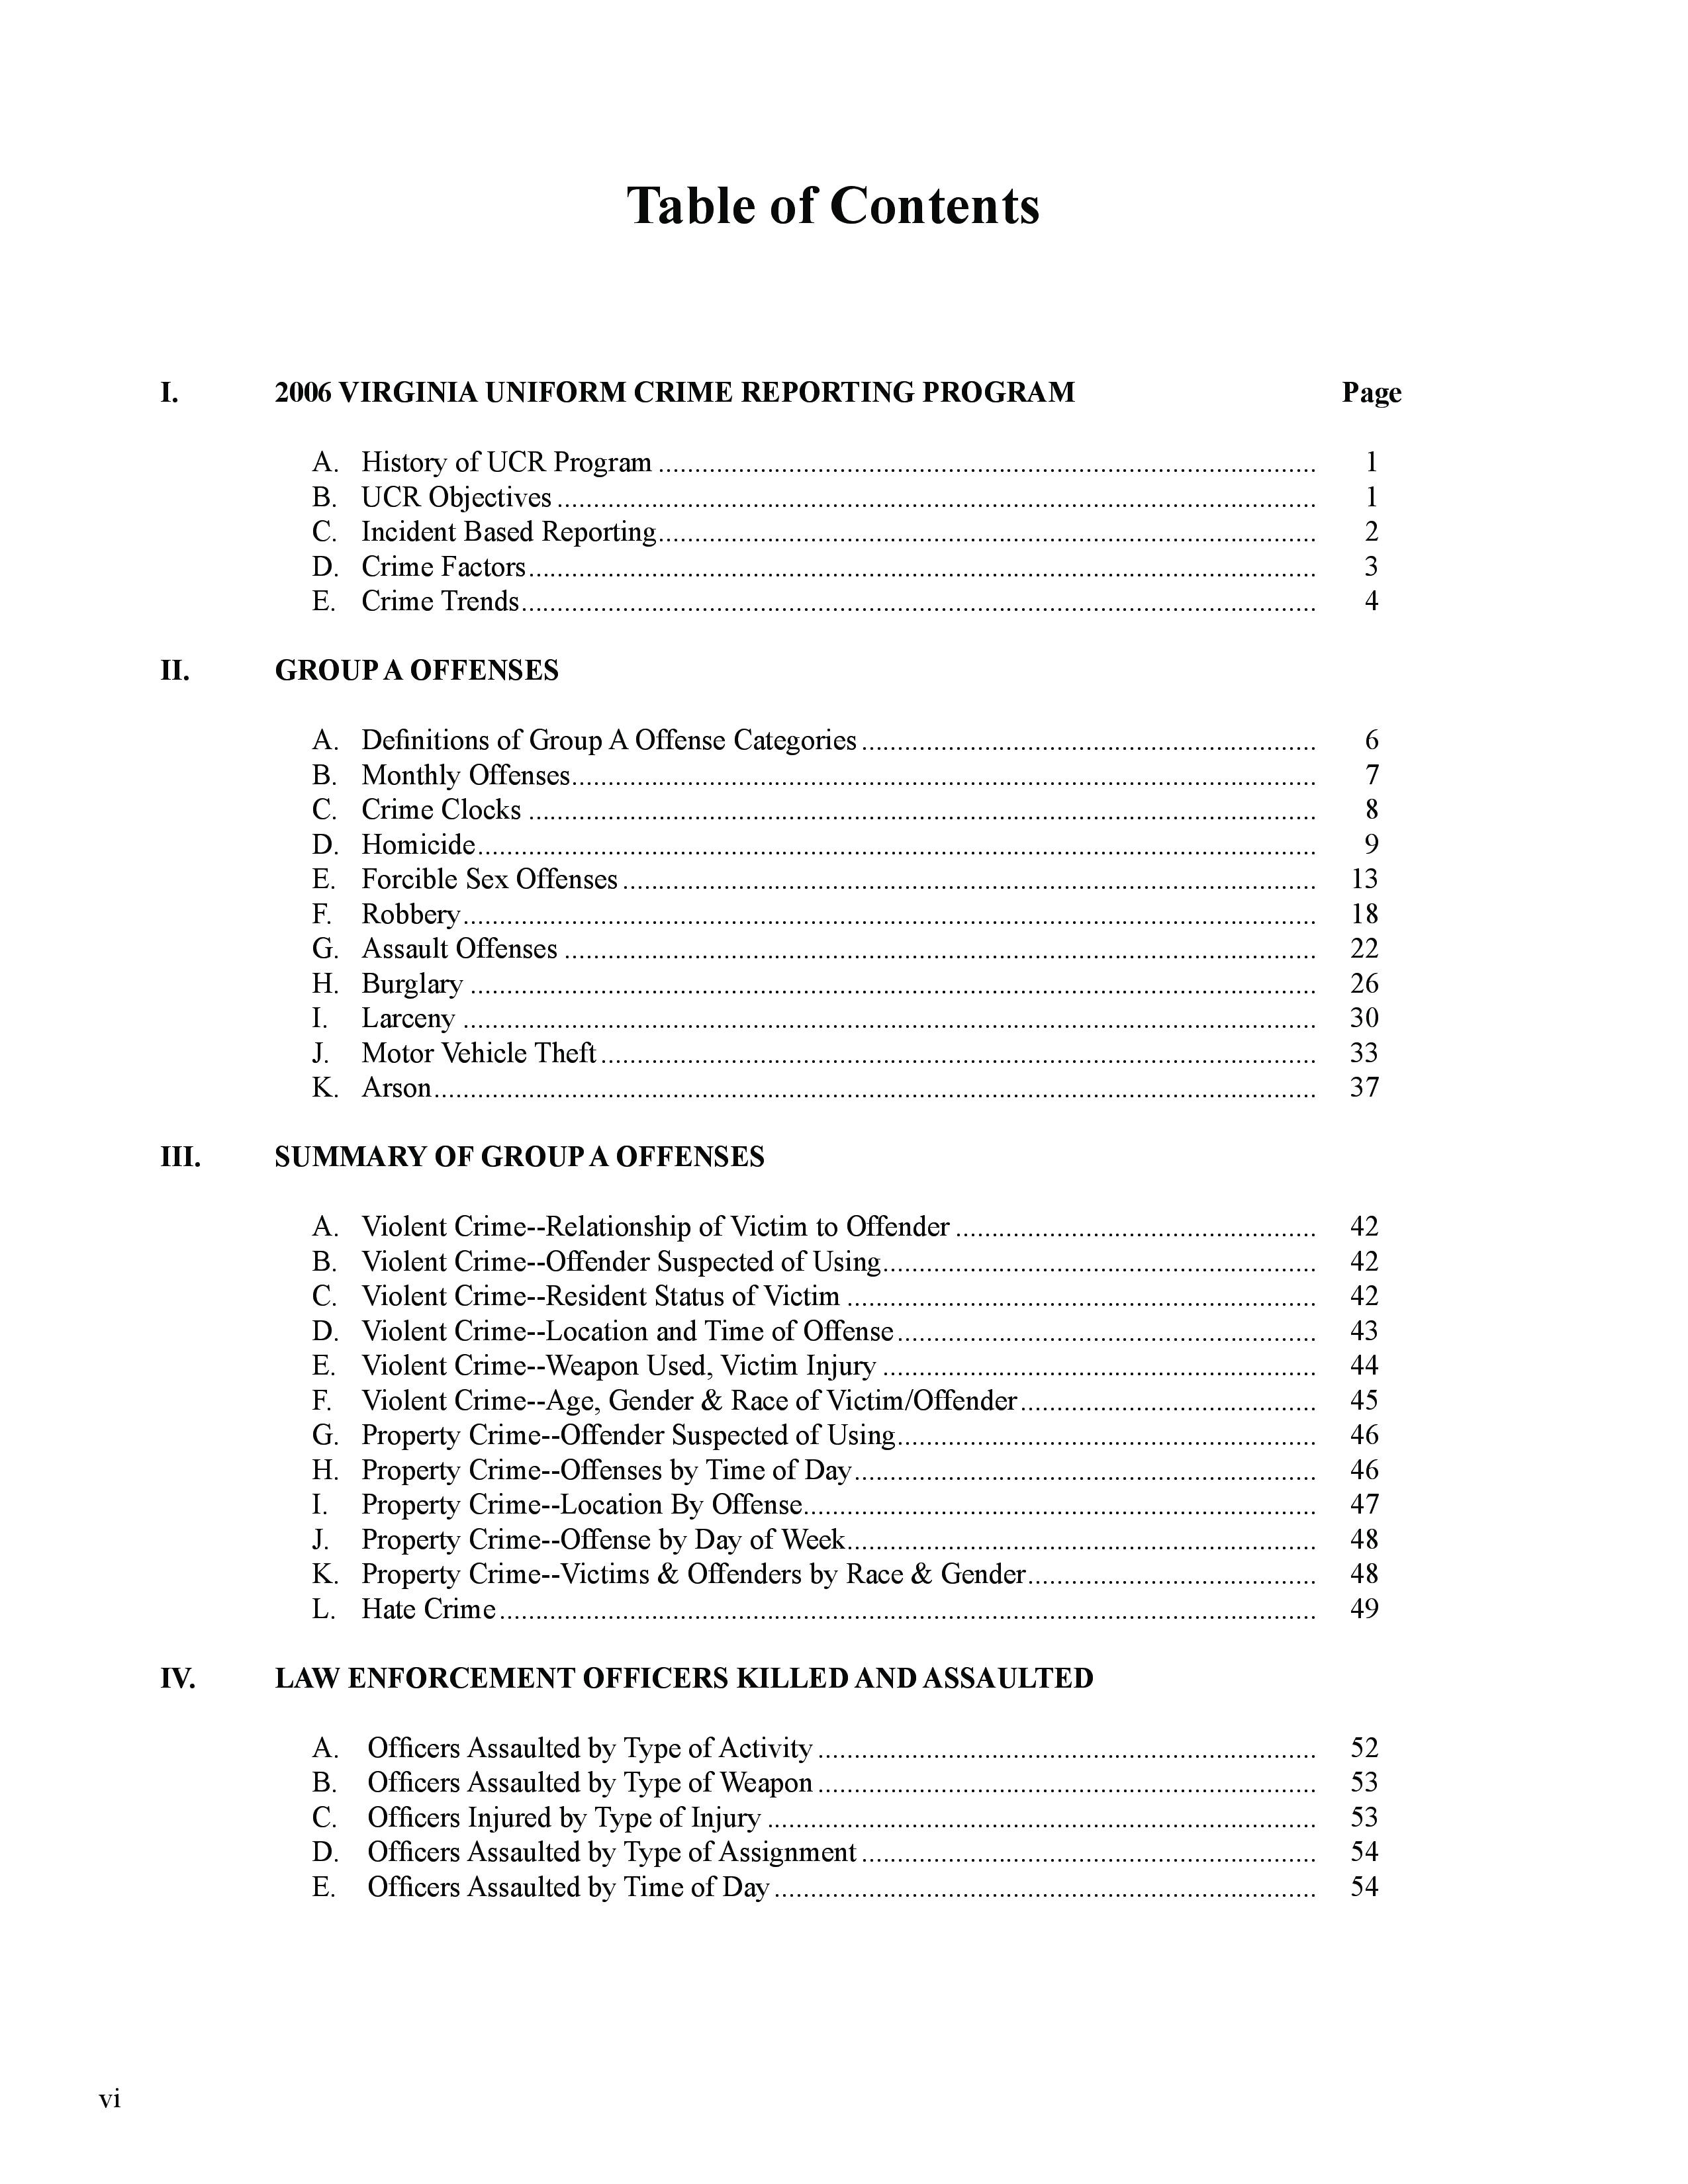 Table of Contents
I. 2006 VIRGINIA UNIFORM CRIME REPORTING PROGRAM Page
A. History of UCR Program ........................................ 1
B. UCR Objectives ........................................ 1
C. Incident Based Reporting........................................ 2
D. Crime Factors........................................ 3
E. Crime Trends........................................ 4
II. GROUP A OFFENSES
A. Definitions of Group A Offense Categories ........................................ 6
B. Monthly Offenses........................................ 7
C. Crime Clocks ........................................ 8
D. Homicide........................................ 9
E. Forcible Sex Offenses ........................................ 13
F. Robbery........................................ 18
G. Assault Offenses ........................................ 22
H. Burglary ........................................ 26
I. Larceny ........................................ 30
J. Motor Vehicle Theft ........................................ 33
K. Arson........................................ 37
III. SUMMARY OF GROUP A OFFENSES
A. Violent Crime--Relationship of Victim to Offender ........................................ 42
B. Violent Crime--Offender Suspected of Using........................................ 42
C. Violent Crime--Resident Status of Victim ........................................ 42
D. Violent Crime--Location and Time of Offense........................................ 43
E. Violent Crime--Weapon Used, Victim Injury ........................................ 44
F. Violent Crime--Age, Gender & Race of Victim/Offender........................................ 45
G. Property Crime--Offender Suspected of Using........................................ 46
H. Property Crime--Offenses by Time of Day........................................ 46
I. Property Crime--Location By Offense........................................ 47
J. Property Crime--Offense by Day of Week........................................ 48
K. Property Crime--Victims & Offenders by Race & Gender........................................ 48
L. Hate Crime........................................ 49
IV. LAW ENFORCEMENT OFFICERS KILLED AND ASSAULTED
A. Officers Assaulted by Type of Activity ........................................ 52
B. Officers Assaulted by Type of Weapon ........................................ 53
C. Officers Injured by Type of Injury ........................................ 53
D. Officers Assaulted by Type of Assignment ........................................ 54
E. Officers Assaulted by Time of Day ........................................ 54
vi